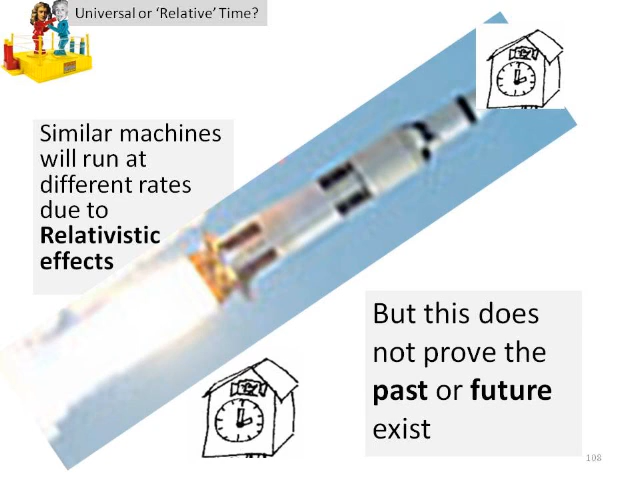 Universal or 'Relative' Time?
Similar machines
will run at
different rates
due to
Relativistic
effects
But this does
not prove the
past or future
exist
108